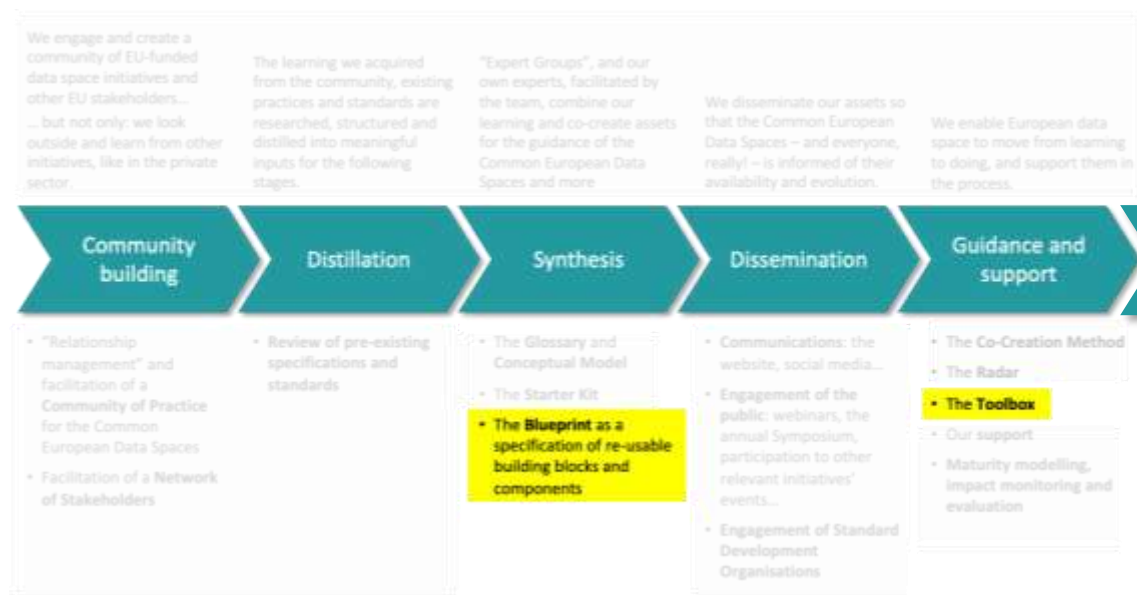 We engage and create a
community of EU-funded
data space initiatives and
other EU stakeholders...
... but not only: we look
outside and learn from other
initiatives, like in the private
sector.
The learning we acquired
from the community, existing
practices and standards are
researched, structured and
distilled into meaningful
inputs for the following
stages.
"Expert Groups", and our
own experts, facilitated by
the team, combine our
learning and co-create assets
for the guidance of the
Common European Data
Spaces and more
We disseminate our assets so
that the Common European
Data Spaces – and everyone,
really! – is informed of their
availability and evolution.
We enable European data
space to move from learning
to doing, and support them in
the process.
Community
building
Distillation
Synthesis
Dissemination
Guidance and
support
• "Relationship
management" and
facilitation of a
Community of Practice
for the Common
European Data Spaces
• Facilitation of a Network
of Stakeholders
• Review of pre-existing
specifications and
standards
• The Glossary and
Conceptual Model
• The Starter Kit
• The Blueprint as a
specification of re-usable
building blocks and
components
• Communications: the
website, social media...
• Engagement of the
public: webinars, the
annual Symposium,
participation to other
relevant initiatives'
events...
• Engagement of Standard
Development
Organisations
• The Co-Creation Method
• The Radar
• The Toolbox
• Our support
• Maturity modelling,
impact monitoring and
evaluation